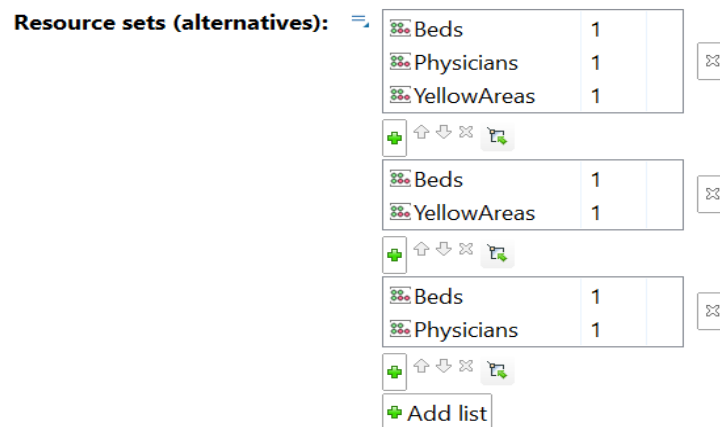 Resource sets (alternatives):
Beds 1
Physicians 1
YellowAreas 1
Beds 1
YellowAreas 1
Beds 1
Physicians 1
Add list